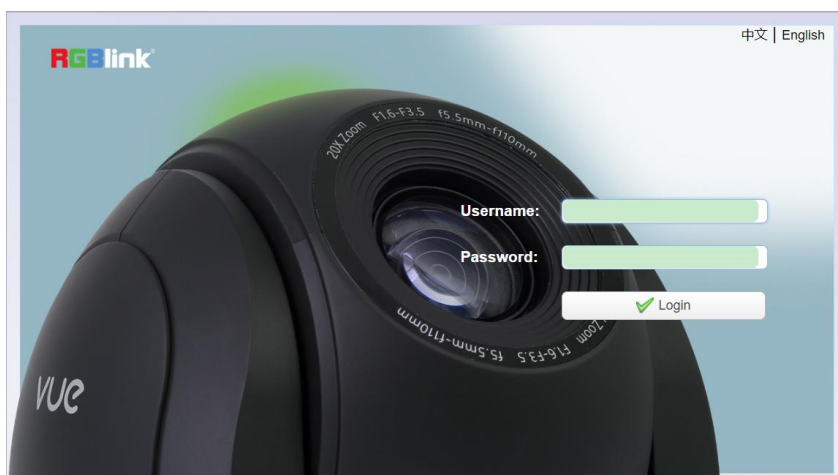 中文 | English
RGBlink
20X Zoom F1.6-F3.5 f5.5mm-f110mm
Username:
Password:
Login
Zoom F1.6-F3.5 f5.5mm-f110mm
VUE